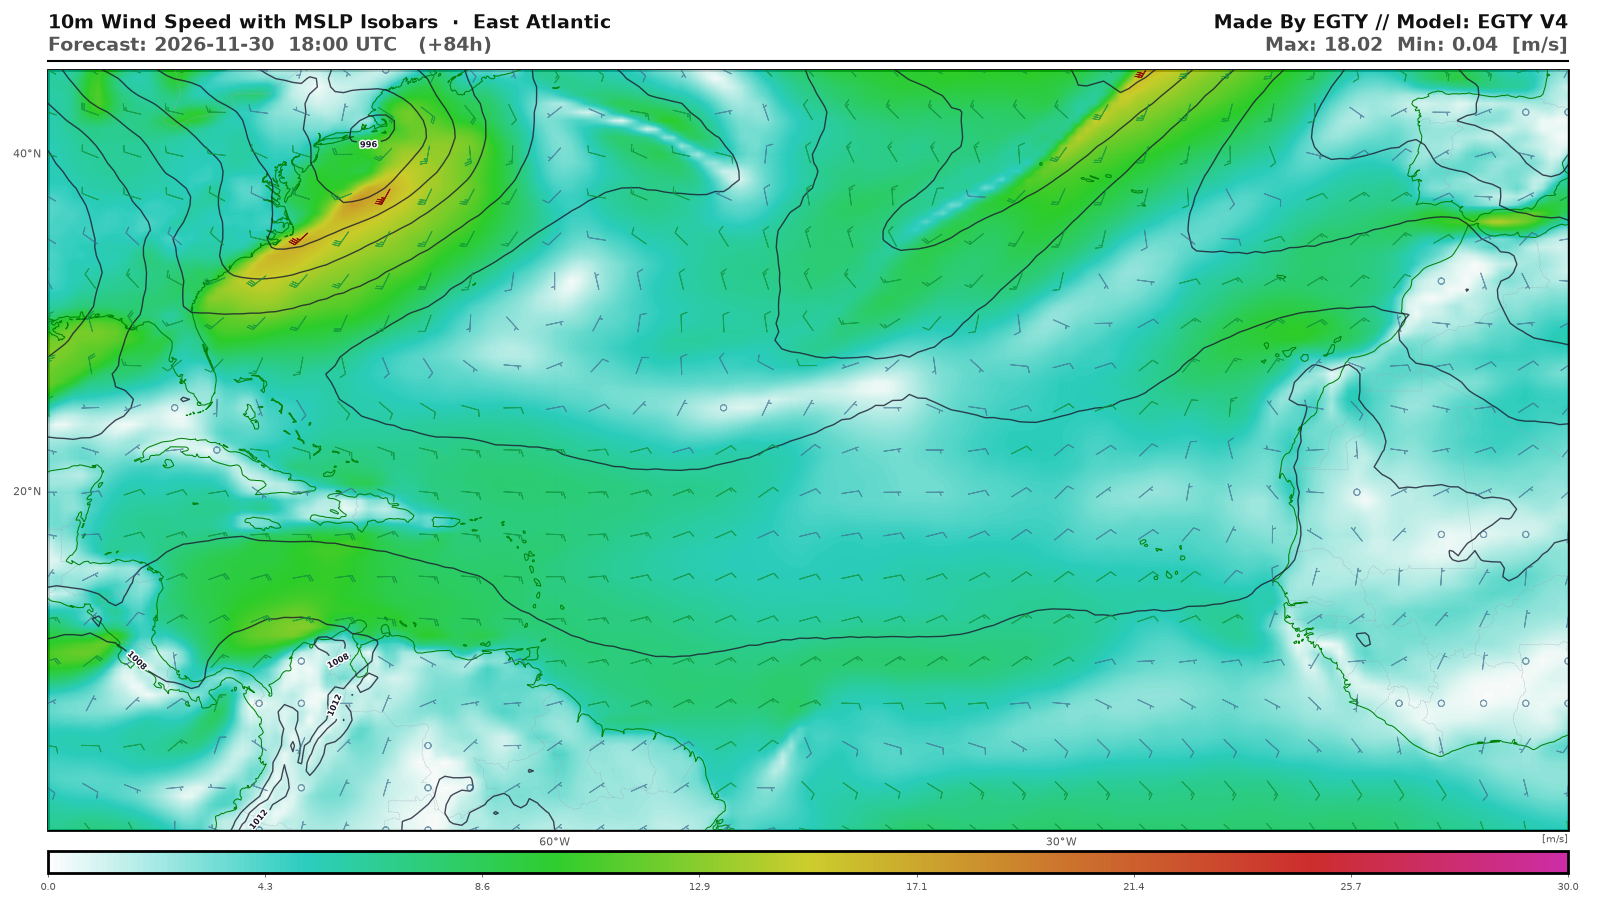 10m Wind Speed with MSLP Isobars · East Atlantic
Made By EGTY // Model: EGTY V4
Forecast: 2026-11-30 18:00 UTC (+84h)
Max: 18.02 Min: 0.04 [m/s]
996
40°N
20°N
1008
1008
1012
1012
60°W
30°W
[m/s]
0.0
4.3
8.6
12.9
17.1
21.4
25.7
30.0